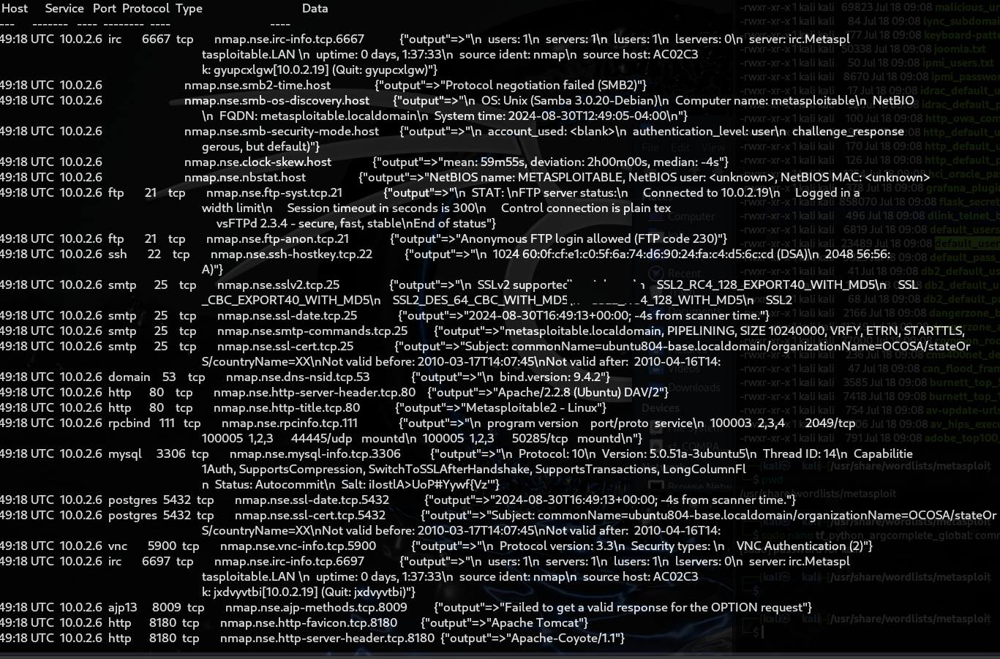 Host Service Port Protocol Type Data
--- ------- ---- -------- ---- ----
49:18 UTC 10.0.2.6 irc 6667 tcp nmap.nse.irc-info.tcp.6667 {"output"=>"\n users: 1\n servers: 1\n lusers: 1\n lservers: 0\n server: irc.Metaspl
tasploitable.LAN \n uptime: 0 days, 1:37:33\n source ident: nmap\n source host: AC02C3
k: gyupcxlgw[10.0.2.19] (Quit: gyupcxlgw)"}
49:18 UTC 10.0.2.6 nmap.nse.smb2-time.host {"output"=>"Protocol negotiation failed (SMB2)"}
49:18 UTC 10.0.2.6 nmap.nse.smb-os-discovery.host {"output"=>"\n OS: Unix (Samba 3.0.20-Debian)\n Computer name: metasploitable\n NetBIO
\n FQDN: metasploitable.localdomain\n System time: 2024-08-30T12:49:05-04:00\n"}
49:18 UTC 10.0.2.6 nmap.nse.smb-security-mode.host {"output"=>"\n account_used: <blank>\n authentication_level: user\n challenge_response
gerous, but default)"}
49:18 UTC 10.0.2.6 nmap.nse.clock-skew.host {"output"=>"mean: 59m55s, deviation: 2h00m00s, median: -4s"}
49:18 UTC 10.0.2.6 nmap.nse.nbstat.host {"output"=>"NetBIOS name: METASPLOITABLE, NetBIOS user: <unknown>, NetBIOS MAC: <unknown>
49:18 UTC 10.0.2.6 ftp 21 tcp nmap.nse.ftp-syst.tcp.21 {"output"=>"\n STAT: \nFTP server status:\n Connected to 10.0.2.19\n Logged in a
width limit\n Session timeout in seconds is 300\n Control connection is plain tex
vsFTPd 2.3.4 - secure, fast, stable\nEnd of status"}
49:18 UTC 10.0.2.6 ftp 21 tcp nmap.nse.ftp-anon.tcp.21 {"output"=>"Anonymous FTP login allowed (FTP code 230)"}
49:18 UTC 10.0.2.6 ssh 22 tcp nmap.nse.ssh-hostkey.tcp.22 {"output"=>"\n 1024 60:0f:cf:e1:c0:5f:6a:74:d6:90:24:fa:c4:d5:6c:cd (DSA)\n 2048 56:56:
A)"}
49:18 UTC 10.0.2.6 smtp 25 tcp nmap.nse.sslv2.tcp.25 {"output"=>"\n SSLv2 supported\n SSL2_RC4_128_EXPORT40_WITH_MD5\n SSL
_CBC_EXPORT40_WITH_MD5\n SSL2_DES_64_CBC_WITH_MD5\n 4_128_WITH_MD5\n SSL2
49:18 UTC 10.0.2.6 smtp 25 tcp nmap.nse.ssl-date.tcp.25 {"output"=>"2024-08-30T16:49:13+00:00; -4s from scanner time."}
49:18 UTC 10.0.2.6 smtp 25 tcp nmap.nse.smtp-commands.tcp.25 {"output"=>"metasploitable.localdomain, PIPELINING, SIZE 10240000, VRFY, ETRN, STARTTLS,
49:18 UTC 10.0.2.6 smtp 25 tcp nmap.nse.ssl-cert.tcp.25 {"output"=>"Subject: commonName=ubuntu804-base.localdomain/organizationName=OCOSA/stateOr
S/countryName=XX\nNot valid before: 2010-03-17T14:07:45\nNot valid after: 2010-04-16T14:
49:18 UTC 10.0.2.6 domain 53 tcp nmap.nse.dns-nsid.tcp.53 {"output"=>"\n bind.version: 9.4.2"}
49:18 UTC 10.0.2.6 http 80 tcp nmap.nse.http-server-header.tcp.80 {"output"=>"Apache/2.2.8 (Ubuntu) DAV/2"}
49:18 UTC 10.0.2.6 http 80 tcp nmap.nse.http-title.tcp.80 {"output"=>"Metasploitable2 - Linux"}
49:18 UTC 10.0.2.6 rpcbind 111 tcp nmap.nse.rpcinfo.tcp.111 {"output"=>"\n program version port/proto service\n 100003 2,3,4 2049/tcp
100005 1,2,3 44445/udp mountd\n 100005 1,2,3 50285/tcp mountd\n"}
49:18 UTC 10.0.2.6 mysql 3306 tcp nmap.nse.mysql-info.tcp.3306 {"output"=>"\n Protocol: 10\n Version: 5.0.51a-3ubuntu5\n Thread ID: 14\n Capabilitie
1Auth, SupportsCompression, SwitchToSSLAfterHandshake, SupportsTransactions, LongColumnFl
n Status: Autocommit\n Salt: iIostlA>UoP#Yywf{Vz'"}
49:18 UTC 10.0.2.6 postgres 5432 tcp nmap.nse.ssl-date.tcp.5432 {"output"=>"2024-08-30T16:49:13+00:00; -4s from scanner time."}
49:18 UTC 10.0.2.6 postgres 5432 tcp nmap.nse.ssl-cert.tcp.5432 {"output"=>"Subject: commonName=ubuntu804-base.localdomain/organizationName=OCOSA/stateOr
S/countryName=XX\nNot valid before: 2010-03-17T14:07:45\nNot valid after: 2010-04-16T14:
49:18 UTC 10.0.2.6 vnc 5900 tcp nmap.nse.vnc-info.tcp.5900 {"output"=>"\n Protocol version: 3.3\n Security types: \n VNC Authentication (2)"}
49:18 UTC 10.0.2.6 irc 6697 tcp nmap.nse.irc-info.tcp.6697 {"output"=>"\n users: 1\n servers: 1\n lusers: 1\n lservers: 0\n server: irc.Metaspl
tasploitable.LAN \n uptime: 0 days, 1:37:33\n source ident: nmap\n source host: AC02C3
k: jxdvyvtbi[10.0.2.19] (Quit: jxdvyvtbi)"}
49:18 UTC 10.0.2.6 ajp13 8009 tcp nmap.nse.ajp-methods.tcp.8009 {"output"=>"Failed to get a valid response for the OPTION request"}
49:18 UTC 10.0.2.6 http 8180 tcp nmap.nse.http-favicon.tcp.8180 {"output"=>"Apache Tomcat"}
49:18 UTC 10.0.2.6 http 8180 tcp nmap.nse.http-server-header.tcp.8180 {"output"=>"Apache-Coyote/1.1"}